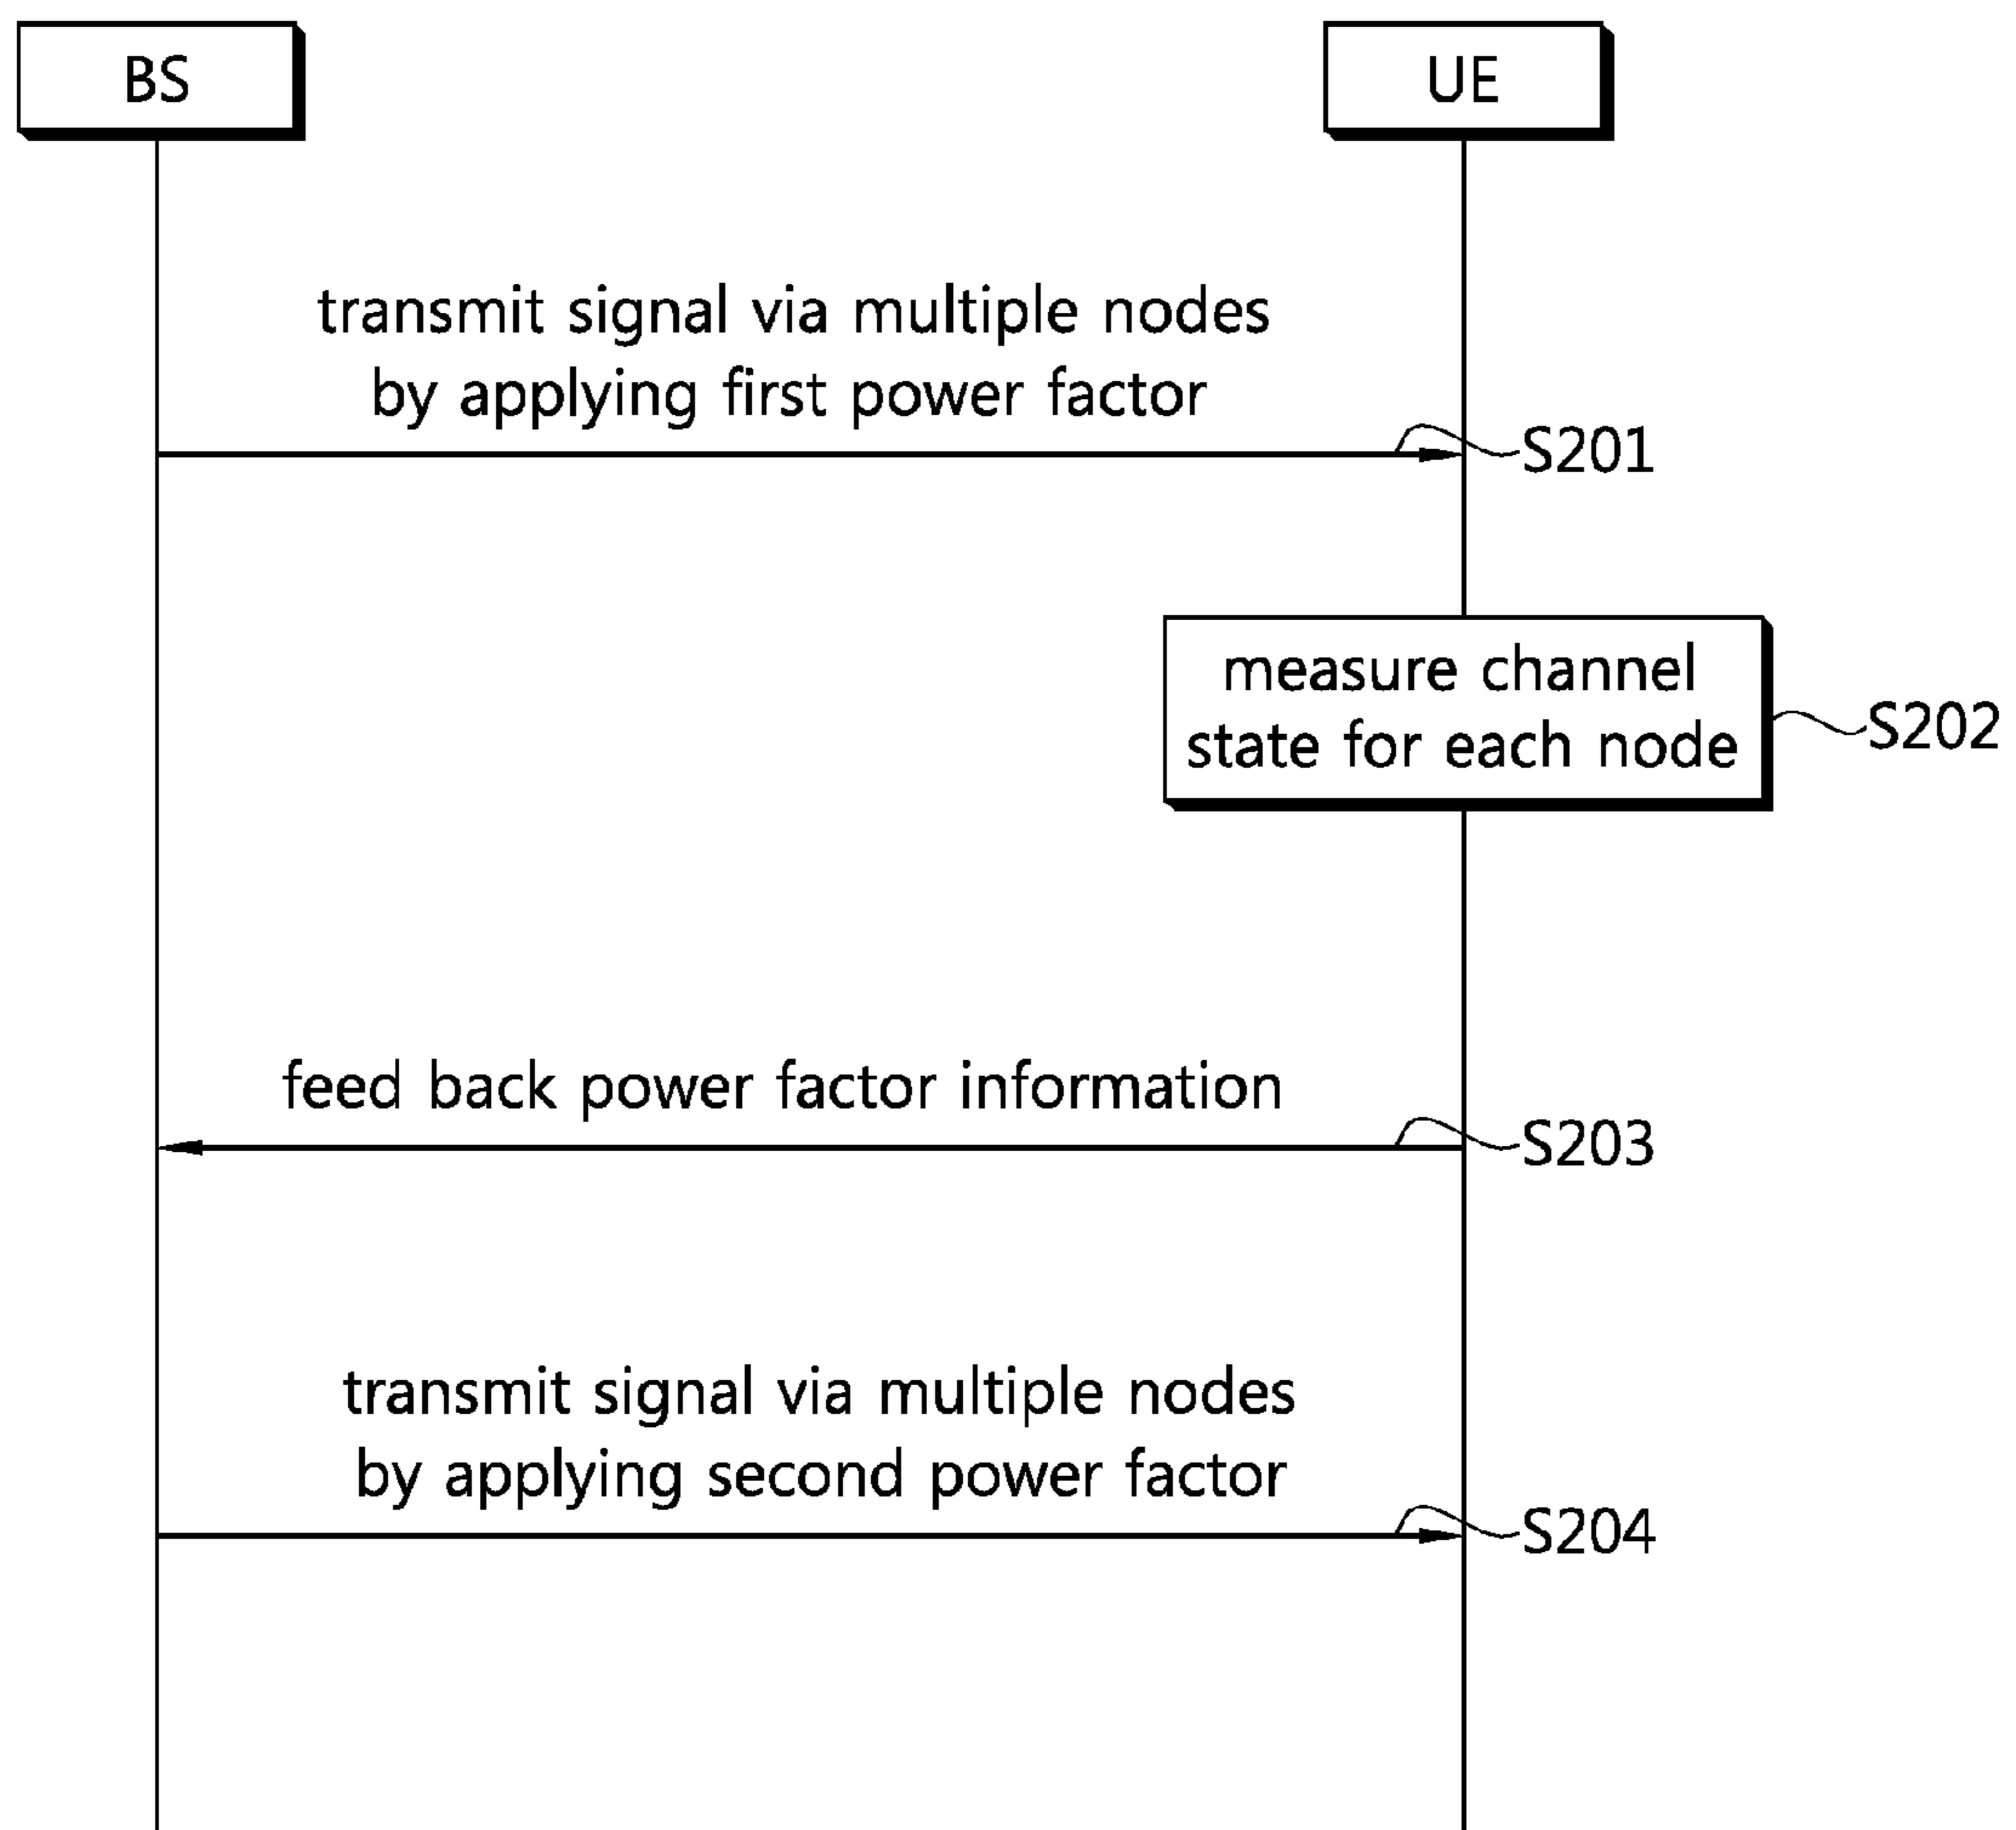 BS
UE
transmit signal via multiple nodes
by applying first power factor
S201
measure channel
state for each node
S202
feed back power factor information
S203
transmit signal via multiple nodes
by applying second power factor
S204